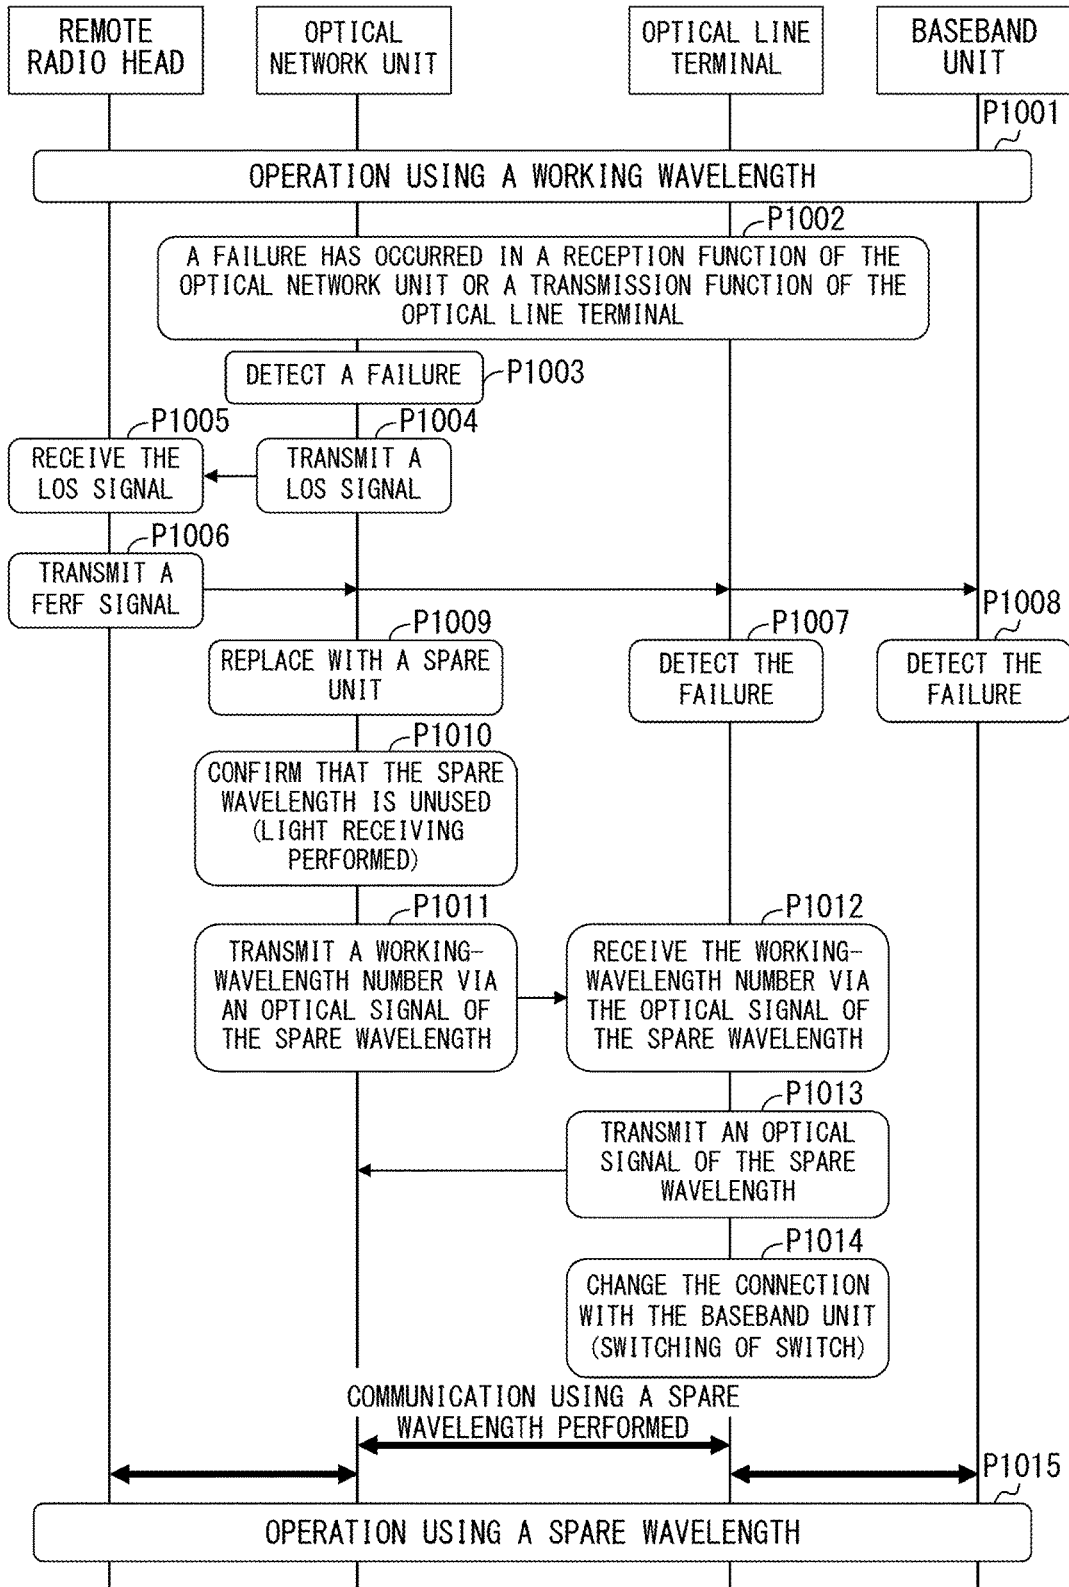 REMOTE
RADIO HEAD
OPTICAL
NETWORK UNIT
OPTICAL LINE
TERMINAL
BASEBAND
UNIT
P1001
OPERATION USING A WORKING WAVELENGTH
P1002
A FAILURE HAS OCCURRED IN A RECEPTION FUNCTION OF THE
OPTICAL NETWORK UNIT OR A TRANSMISSION FUNCTION OF THE
OPTICAL LINE TERMINAL
DETECT A FAILURE
P1003
P1005
RECEIVE THE
LOS SIGNAL
P1004
TRANSMIT A
LOS SIGNAL
P1006
TRANSMIT A
FERF SIGNAL
P1009
REPLACE WITH A SPARE
UNIT
P1007
DETECT THE
FAILURE
P1008
DETECT THE
FAILURE
P1010
CONFIRM THAT THE SPARE
WAVELENGTH IS UNUSED
(LIGHT RECEIVING
PERFORMED)
P1011
TRANSMIT A WORKING-
WAVELENGTH NUMBER VIA
AN OPTICAL SIGNAL OF
THE SPARE WAVELENGTH
P1012
RECEIVE THE WORKING-
WAVELENGTH NUMBER VIA
THE OPTICAL SIGNAL OF
THE SPARE WAVELENGTH
P1013
TRANSMIT AN OPTICAL
SIGNAL OF THE SPARE
WAVELENGTH
P1014
CHANGE THE CONNECTION
WITH THE BASEBAND UNIT
(SWITCHING OF SWITCH)
COMMUNICATION USING A SPARE
WAVELENGTH PERFORMED
P1015
OPERATION USING A SPARE WAVELENGTH